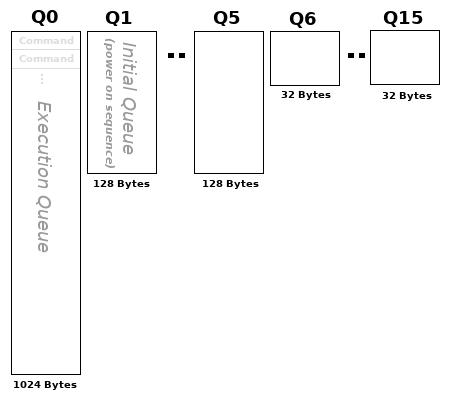 Q0
Command
Command
Execution Queue
1024 Bytes
Q1
Initial Queue
(power on sequence)
128 Bytes
Q5
128 Bytes
Q6
32 Bytes
Q15
32 Bytes